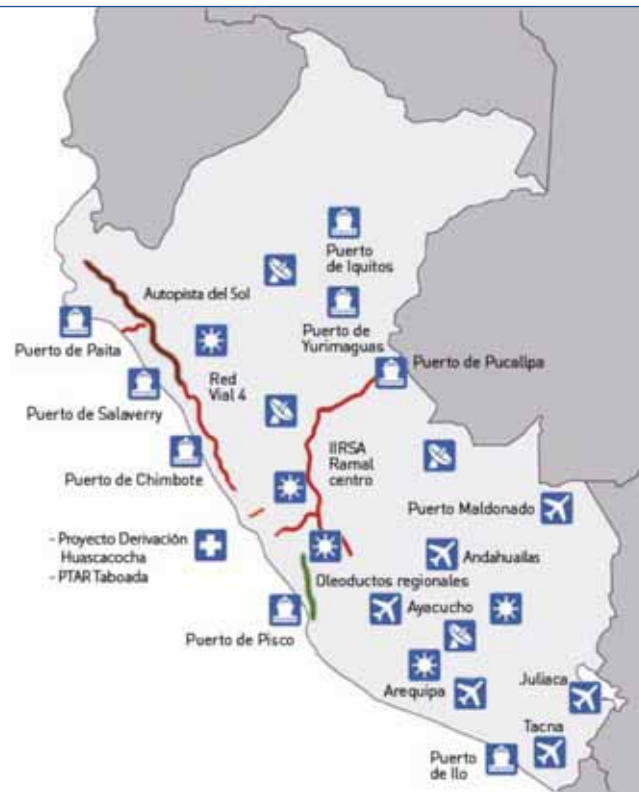 Puerto
de Iquitos
Autopista del Sol
Puerto de
Yurimaguas
Puerto de Paita
Puerto de Pucallpa
Red
Vial 4
Puerto de Salaverry
IIRSA
Ramal
centro
Puerto de Chimbote
Puerto Maldonado
- Proyecto Derivación
Huascacocha
- PTAR Taboada
Andahuailas
Oleoductos regionales
Ayacucho
Puerto de Pisco
Juliaca
Arequipa
Tacna
Puerto
de Ilo